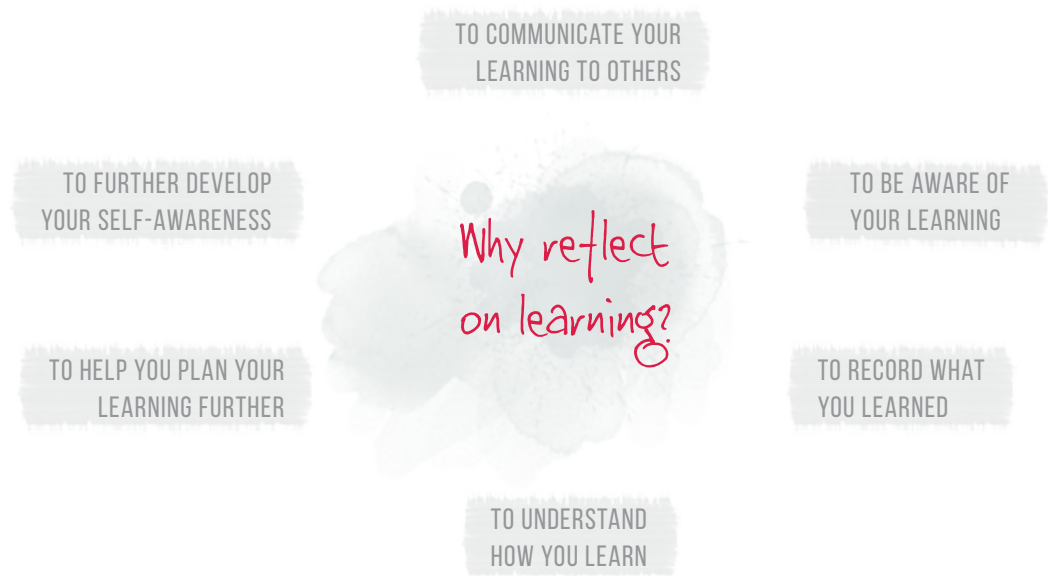 TO COMMUNICATE YOUR
LEARNING TO OTHERS
TO FURTHER DEVELOP
YOUR SELF-AWARENESS
TO BE AWARE OF
YOUR LEARNING
Why reflect
on learning?
TO HELP YOU PLAN YOUR
LEARNING FURTHER
TO RECORD WHAT
YOU LEARNED
TO UNDERSTAND
HOW YOU LEARN